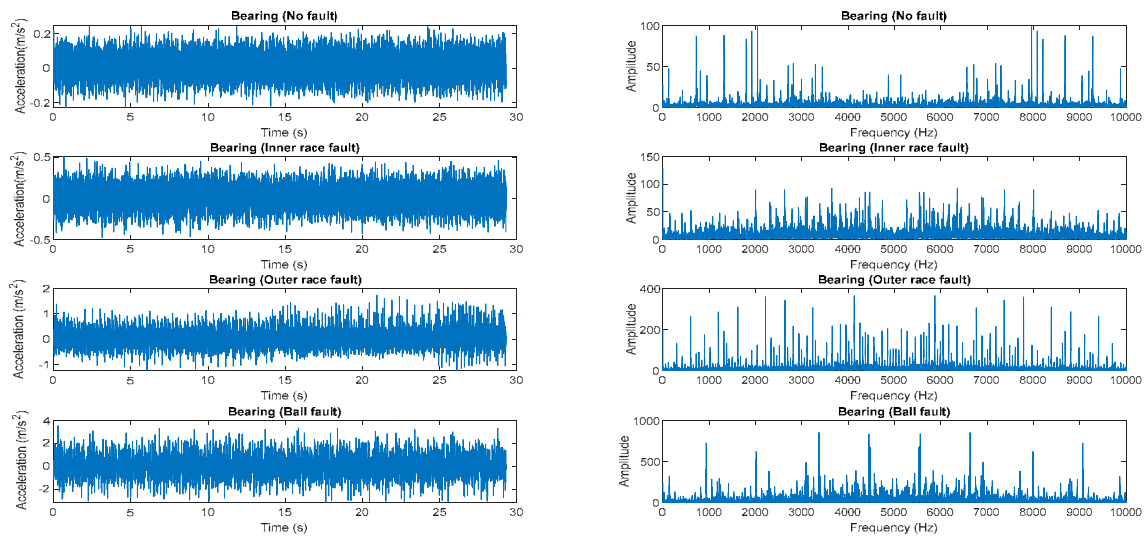 Bearing (No fault)
Acceleration(m/s²)
0.2
0
-0.2
0 5 10 15 20 25 30
Time (s)
Bearing (No fault)
Amplitude
100
50
0
0 1000 2000 3000 4000 5000 6000 7000 8000 9000 10000
Frequency (Hz)
Bearing (Inner race fault)
Acceleration(m/s²)
0.5
0
-0.5
0 5 10 15 20 25 30
Time (s)
Bearing (Inner race fault)
Amplitude
150
100
50
0
0 1000 2000 3000 4000 5000 6000 7000 8000 9000 10000
Frequency (Hz)
Bearing (Outer race fault)
Acceleration (m/s²)
2
1
0
-1
0 5 10 15 20 25 30
Time (s)
Bearing (Outer race fault)
Amplitude
400
200
0
0 1000 2000 3000 4000 5000 6000 7000 8000 9000 10000
Frequency (Hz)
Bearing (Ball fault)
Acceleration (m/s²)
4
2
0
-2
0 5 10 15 20 25 30
Time (s)
Bearing (Ball fault)
Amplitude
1000
500
0
0 1000 2000 3000 4000 5000 6000 7000 8000 9000 10000
Frequency (Hz)